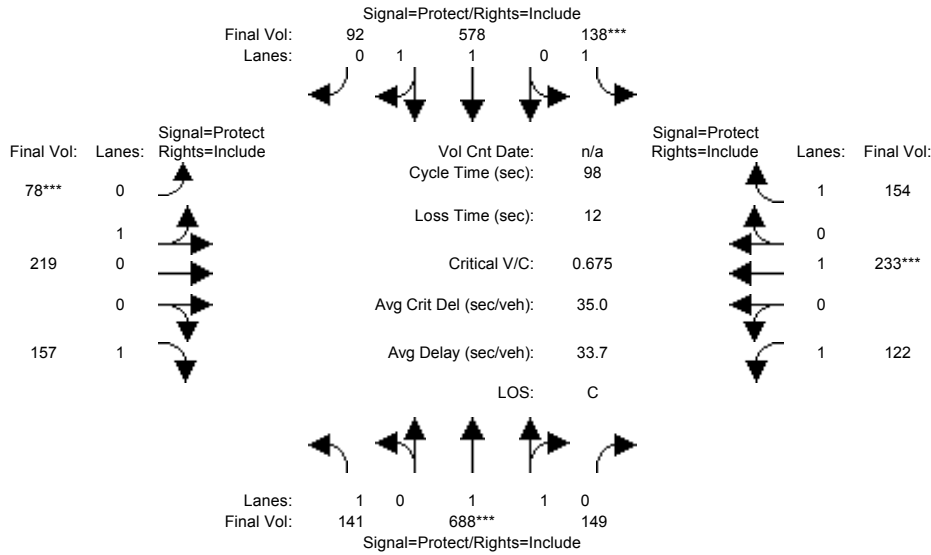 Signal=Protect/Rights=Include
Final Vol: 92 578 138***
Lanes: 0 1 1 0 1
Signal=Protect Signal=Protect
Final Vol: Lanes: Rights=Include Vol Cnt Date: n/a Rights=Include Lanes: Final Vol:
Cycle Time (sec): 98
78*** 0 1 154
Loss Time (sec): 12
1 0
219 0 Critical V/C: 0.675 1 233***
0 Avg Crit Del (sec/veh): 35.0 0
157 1 Avg Delay (sec/veh): 33.7 1 122
LOS: C
Lanes: 1 0 1 1 0
Final Vol: 141 688*** 149
Signal=Protect/Rights=Include